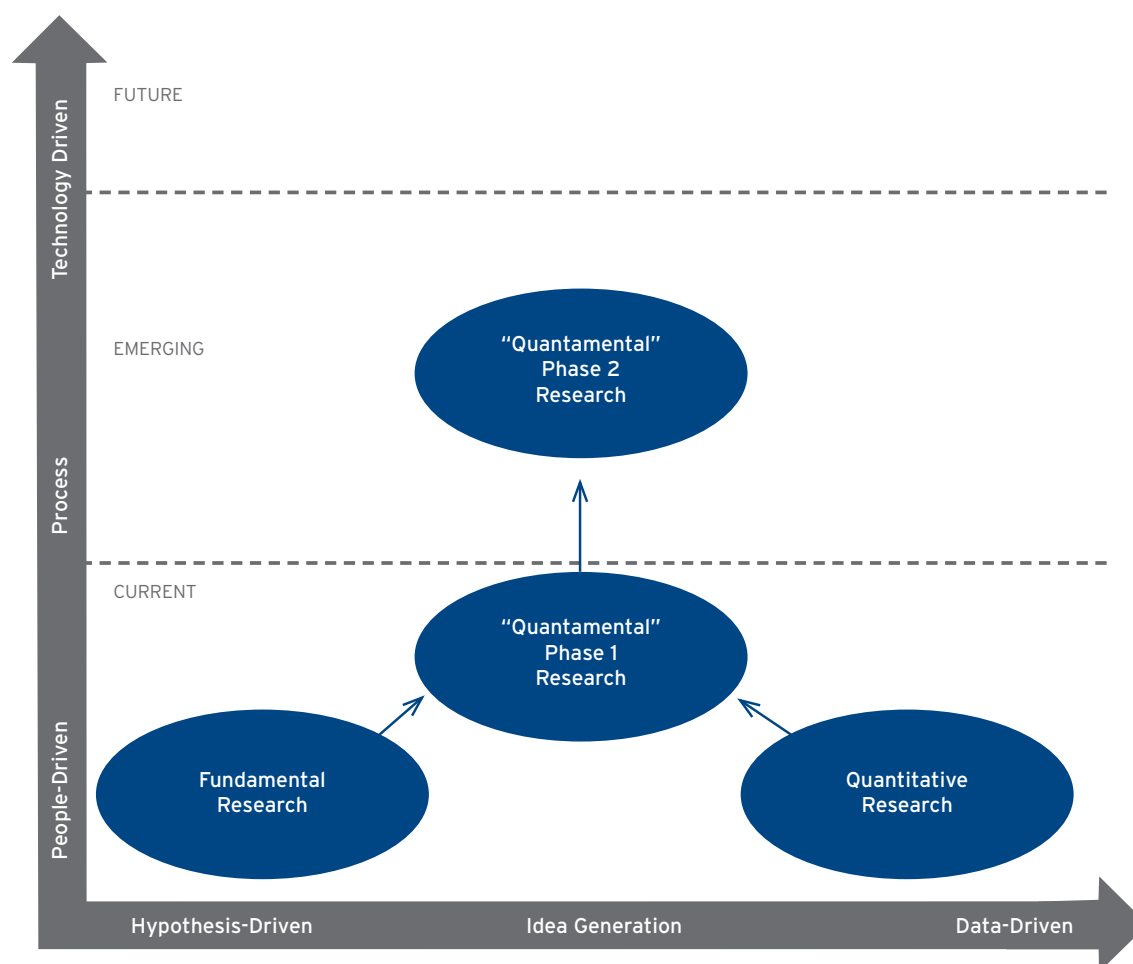 FUTURE
Technology Driven
EMERGING
“Quantamental”
Phase 2
Research
Process
CURRENT
“Quantamental”
Phase 1
Research
People-Driven
Fundamental
Research
Quantitative
Research
Hypothesis-Driven
Idea Generation
Data-Driven